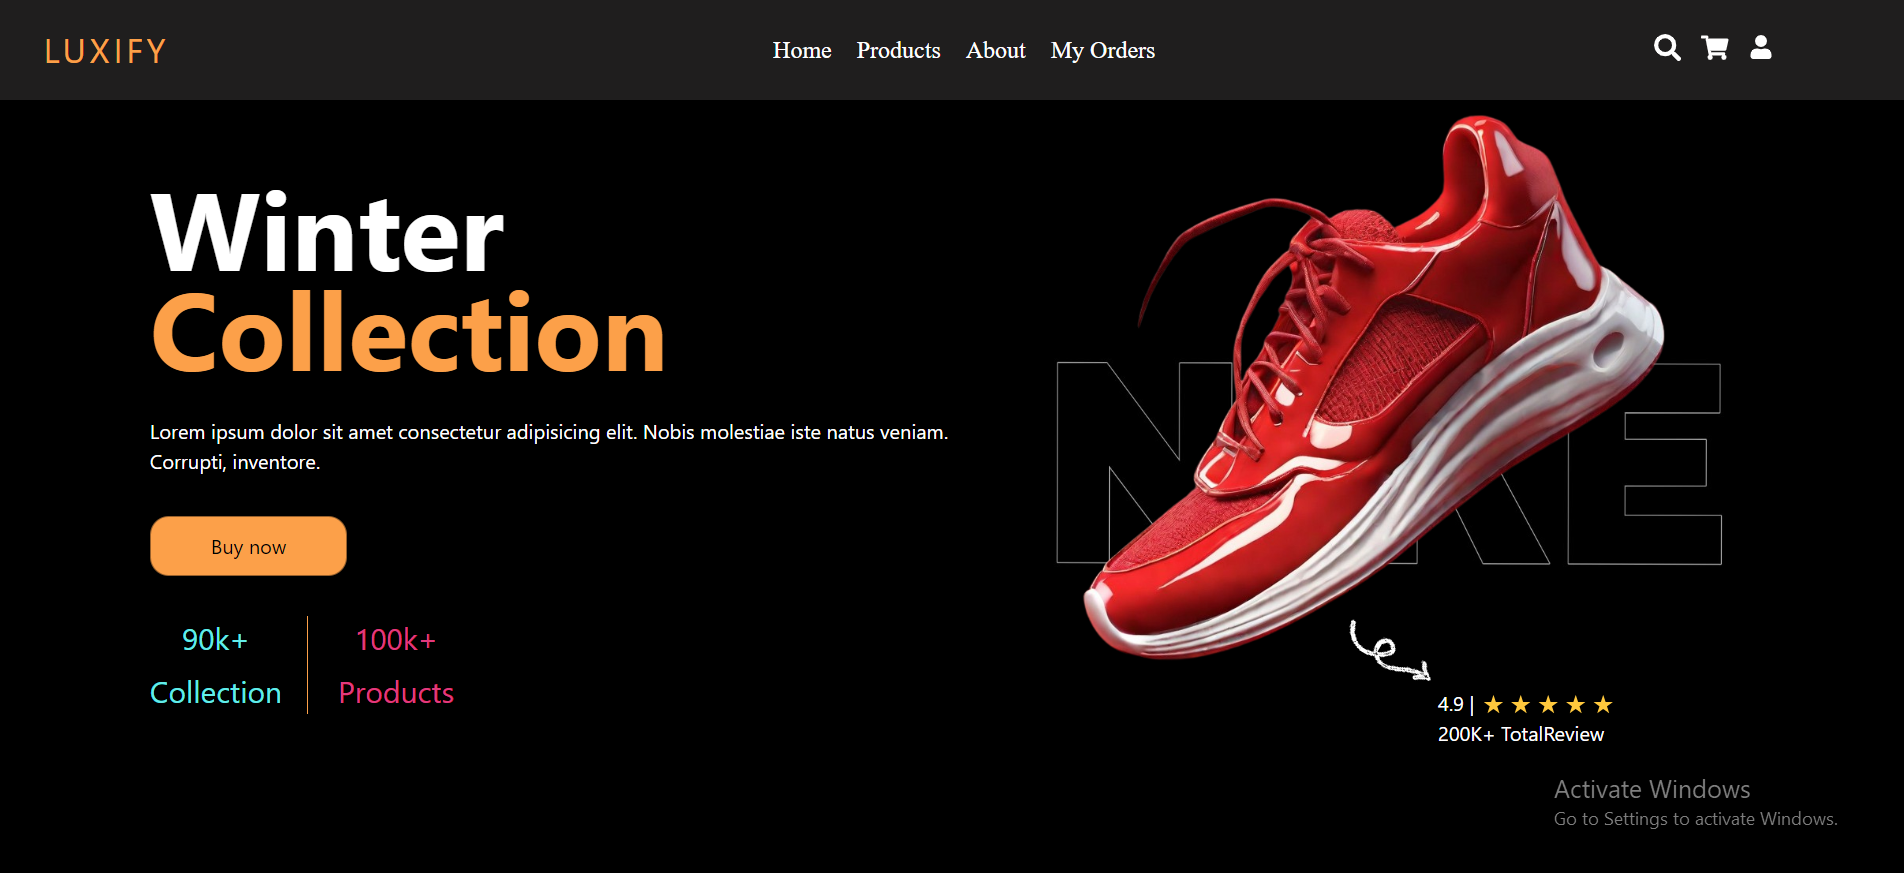 LUXIFY
Home Products About My Orders
Winter
Collection
Lorem ipsum dolor sit amet consectetur adipisicing elit. Nobis molestiae iste natus veniam.
Corrupti, inventore.
Buy now
90k+
Collection
100k+
Products
4.9 | ★ ★ ★ ★ ★
200K+ TotalReview
Activate Windows
Go to Settings to activate Windows.